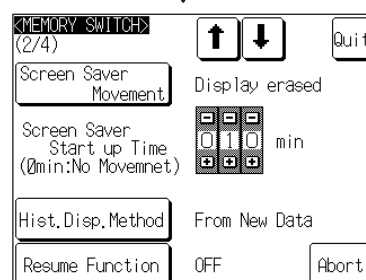 <MEMORY SWITCH>
(2/4)
Quit
Screen Saver
Movement
Display erased
Screen Saver
Start up Time
(0min:No Movemnet)
010 min
Hist.Disp.Method
From New Data
Resume Function
OFF
Abort